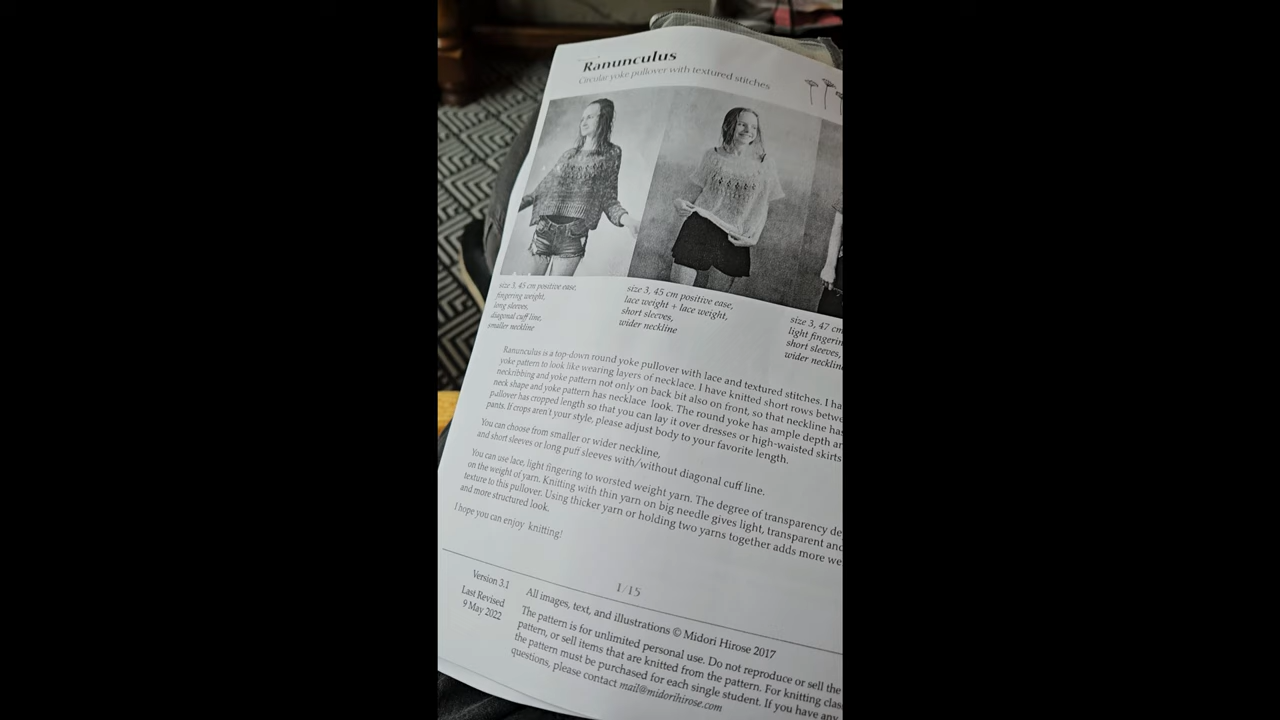 Ranunculus
Circular yoke pullover with textured stitches
size 3, 45 cm positive ease,
fingering weight,
long sleeves,
diagonal cuff line,
smaller neckline
size 3, 45 cm positive ease,
lace weight + lace weight,
short sleeves,
wider neckline
size 3, 47 cm
light fingerin
short sleeves,
wider neckline
Ranunculus is a top-down round yoke pullover with lace and textured stitches. I ha
yoke pattern to look like wearing layers of necklace. I have knitted short rows betwe
neckribbing and yoke pattern not only on back bit also on front, so that neckline has
neck shape and yoke pattern has necklace look. The round yoke has ample depth an
pullover has cropped length so that you can lay it over dresses or high-waisted skirts
pants. If crops aren't your style, please adjust body to your favorite length.
You can choose from smaller or wider neckline,
and short sleeves or long puff sleeves with/without diagonal cuff line.
You can use lace, light fingering to worsted weight yarn. The degree of transparency de
on the weight of yarn. Knitting with thin yarn on big needle gives light, transparent and
texture to this pullover. Using thicker yarn or holding two yarns together adds more we
and more structured look.
I hope you can enjoy knitting!
1/15
Version 3.1
Last Revised
9 May 2022
All images, text, and illustrations © Midori Hirose 2017
The pattern is for unlimited personal use. Do not reproduce or sell the
pattern, or sell items that are knitted from the pattern. For knitting clas
the pattern must be purchased for each single student. If you have any
questions, please contact mail@midorihirose.com